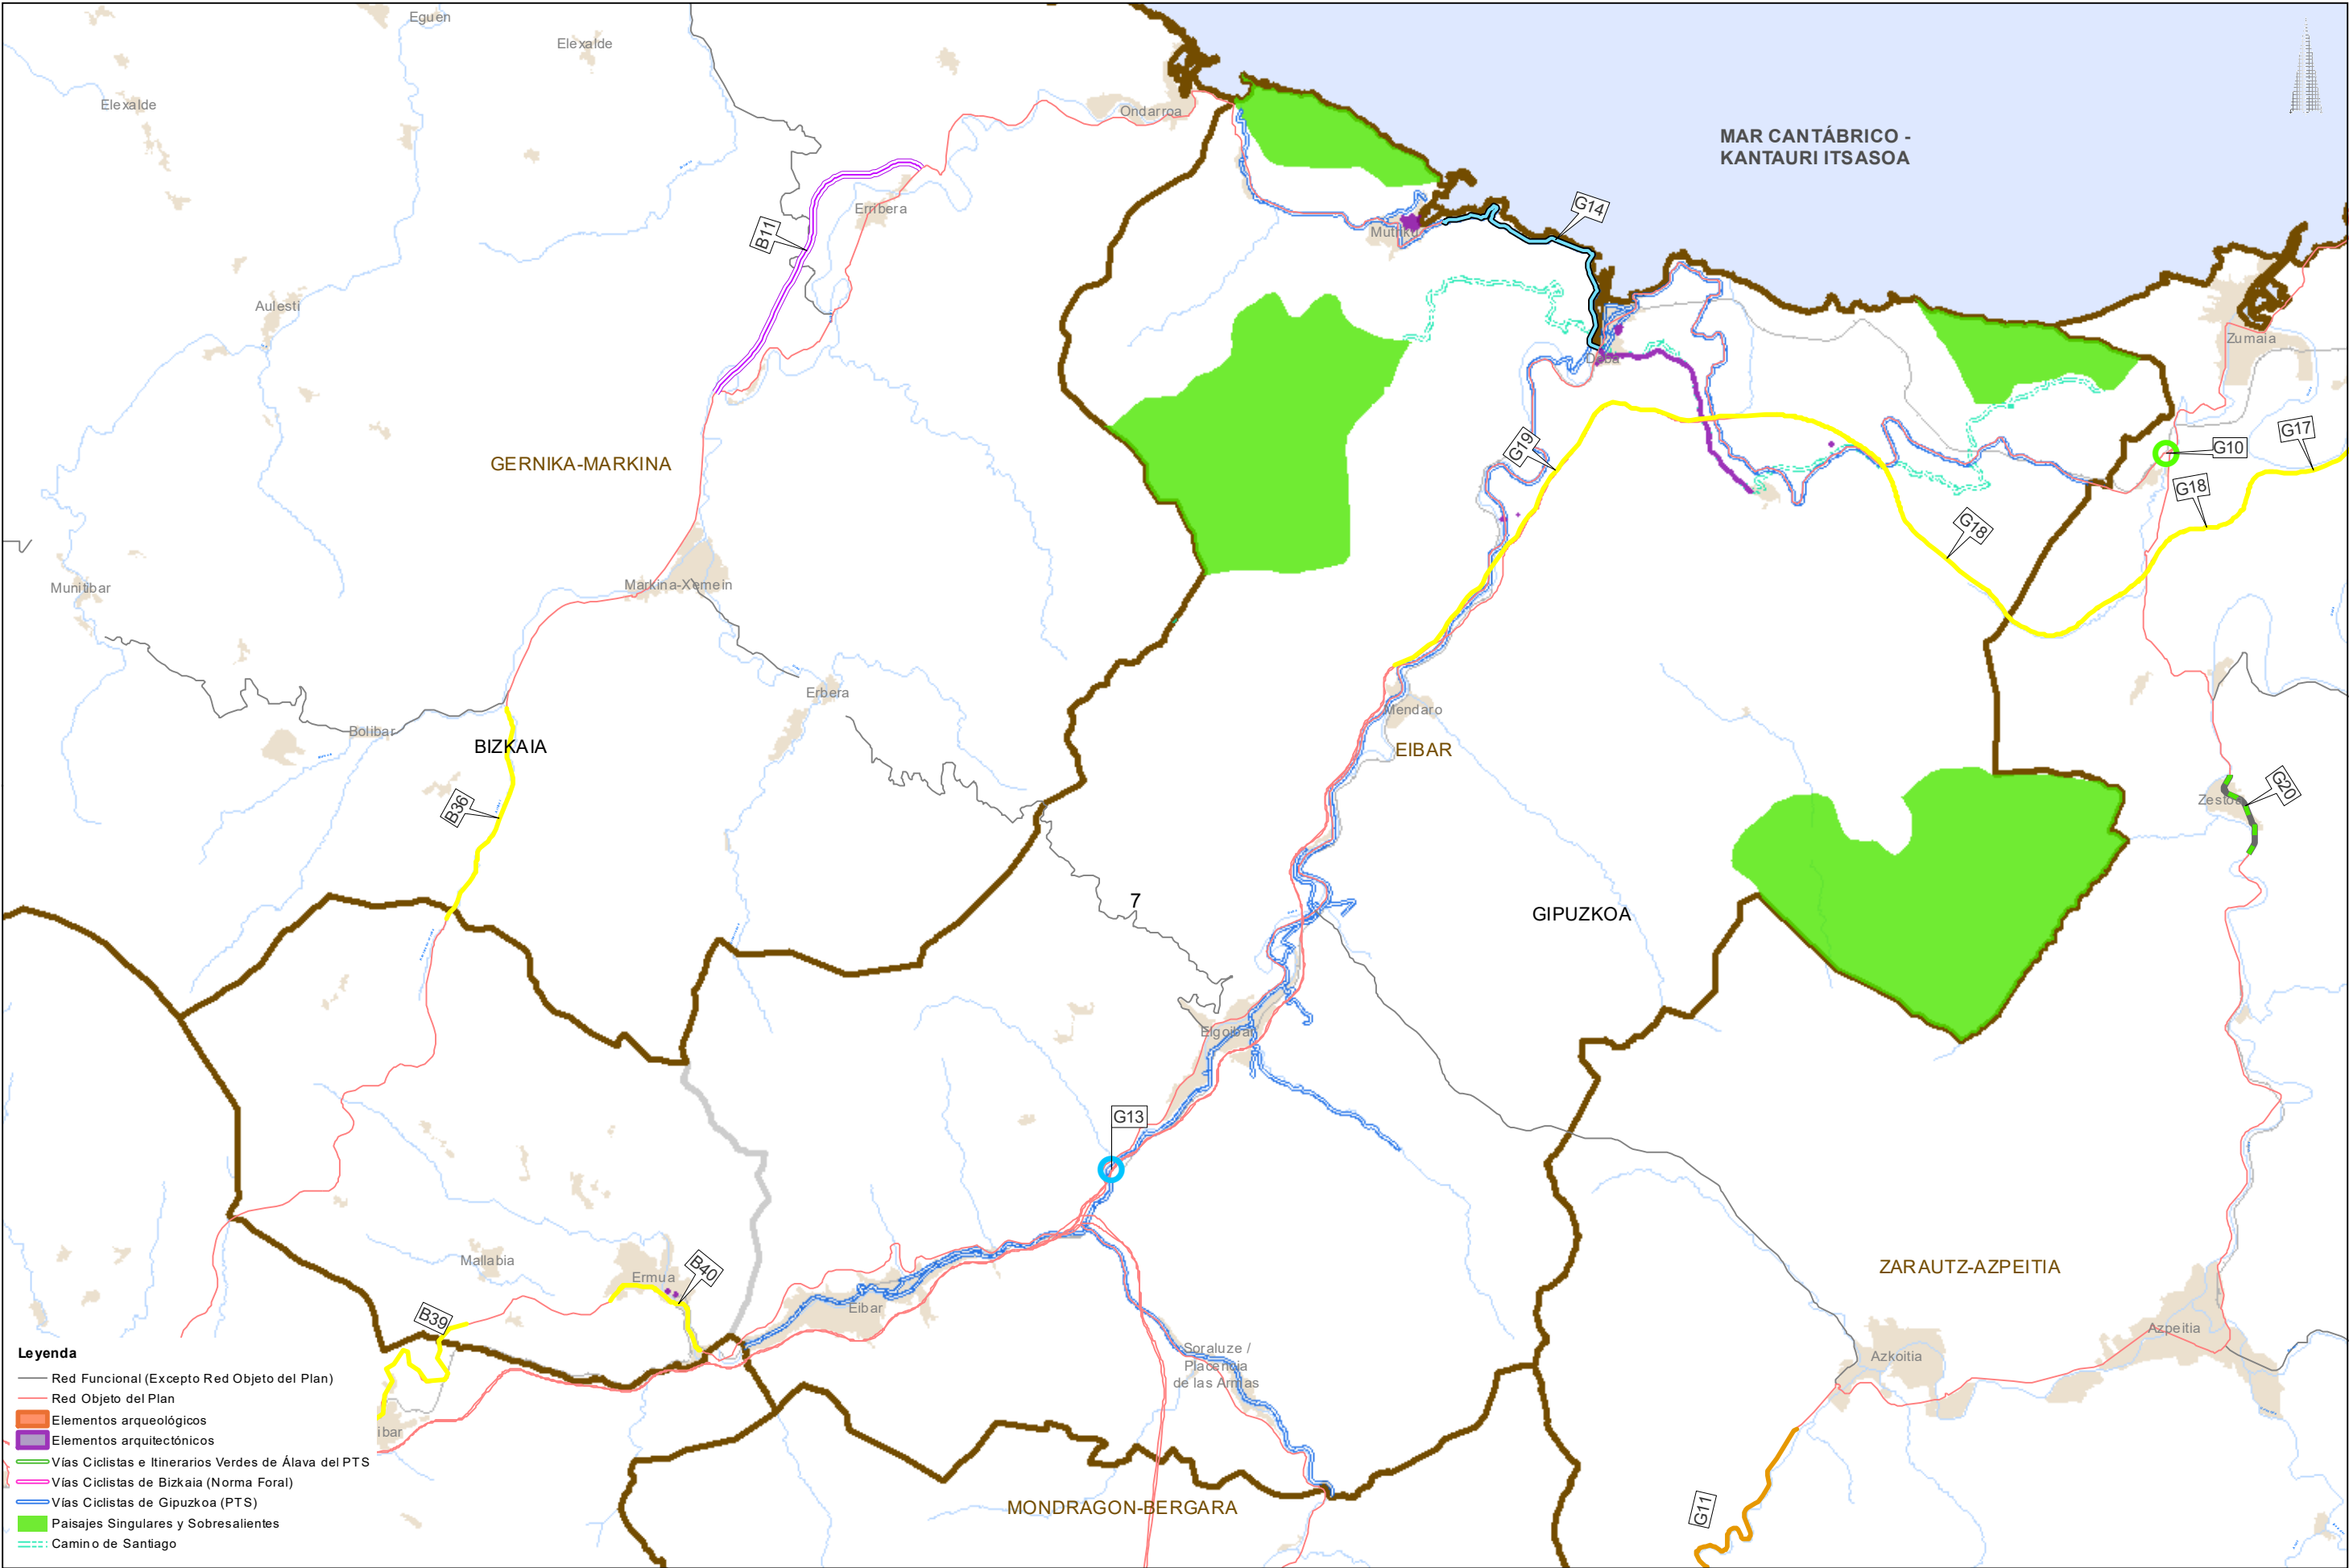 Eguen
Elexalde
Elexalde
Ondarroa
MAR CANTÁBRICO -
KANTAURI ITSASOA
Erribera
B11
Mutriku
G14
Aulesti
Deba
Zumaia
GERNIKA-MARKINA
G19
G10
G17
G18
G18
Munitibar
Markina-Xemein
Erbera
Bolibar
BIZKAIA
Mendaro
EIBAR
B36
Zestoa
G20
7
GIPUZKOA
Elgoibar
G13
Mallabia
Ermua
B40
B39
Eibar
ZARAUTZ-AZPEITIA
Azpeitia
Azkoitia
Soraluze /
Placencia
de las Armas
ibar
MONDRAGON-BERGARA
G11
Leyenda
Red Funcional (Excepto Red Objeto del Plan)
Red Objeto del Plan
Elementos arqueológicos
Elementos arquitectónicos
Vías Ciclistas e Itinerarios Verdes de Álava del PTS
Vías Ciclistas de Bizkaia (Norma Foral)
Vías Ciclistas de Gipuzkoa (PTS)
Paisajes Singulares y Sobresalientes
Camino de Santiago